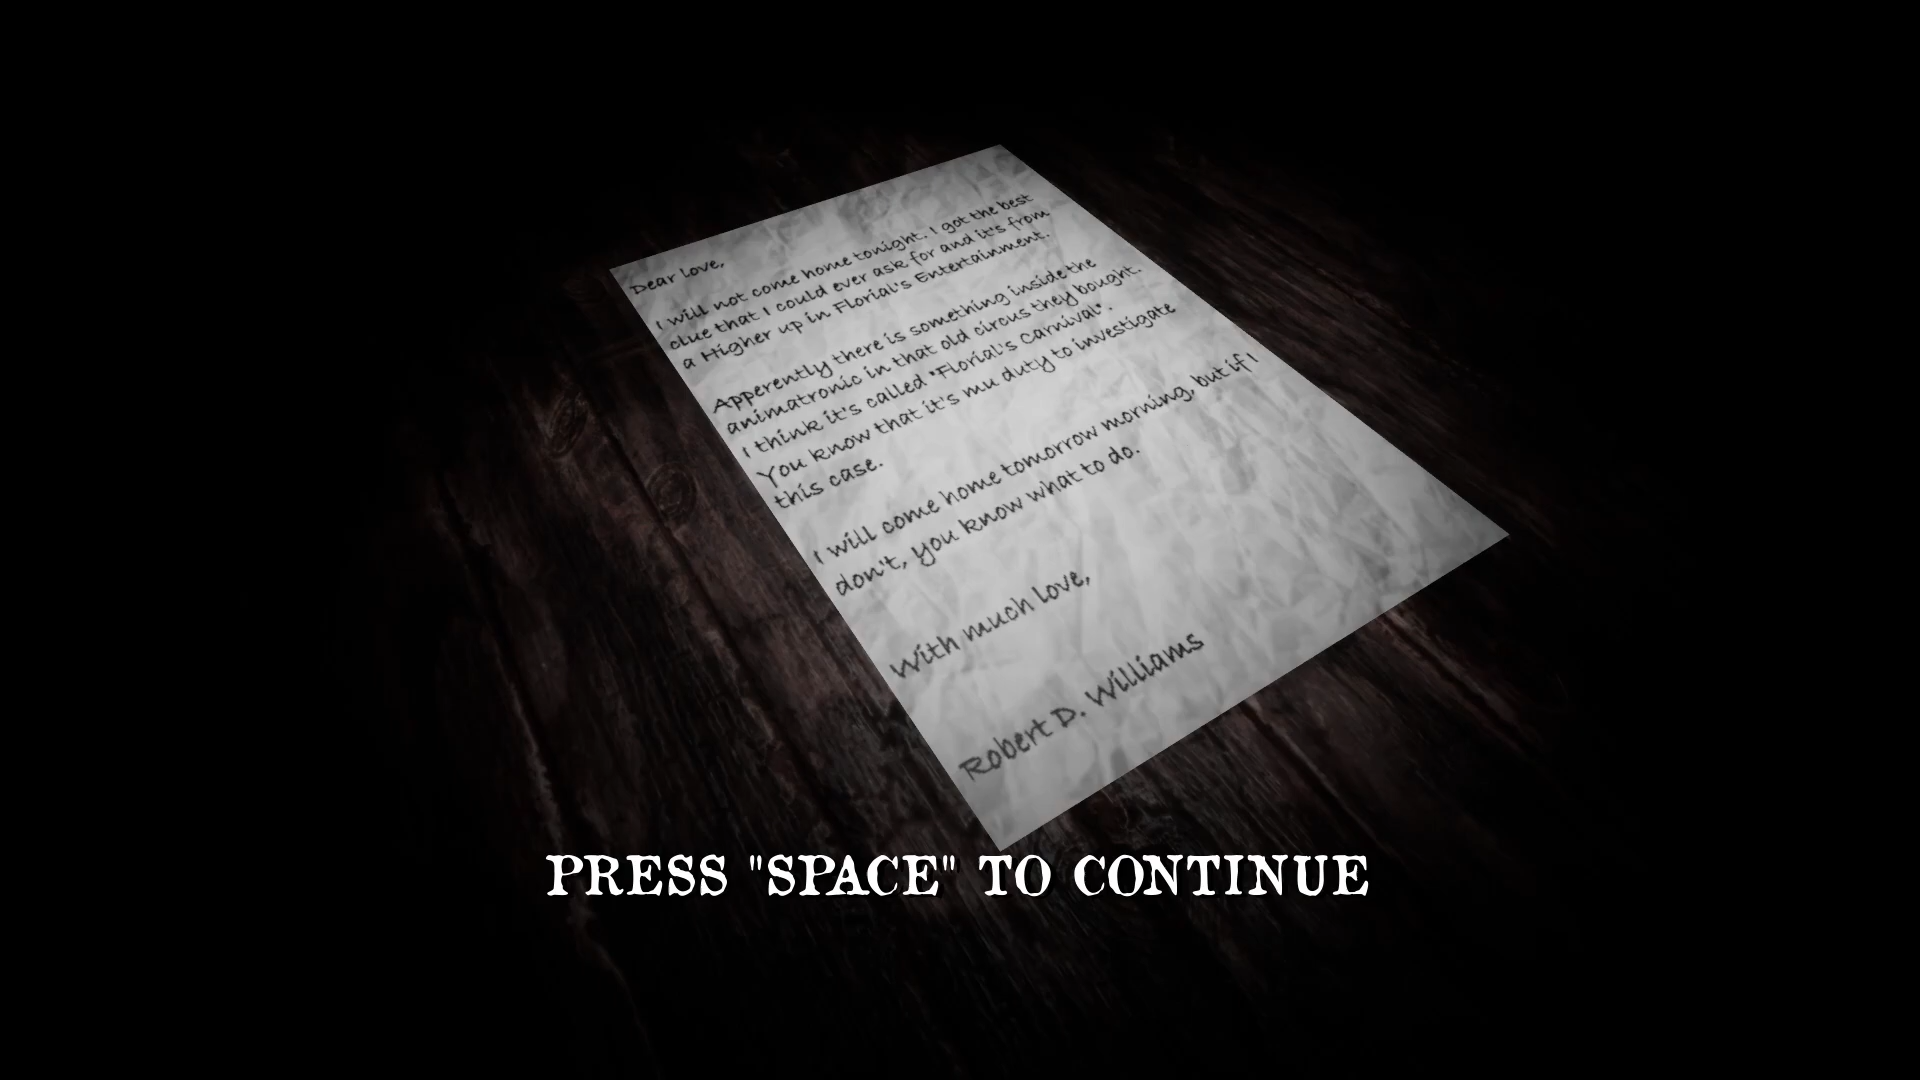 Dear love,
I will not come home tonight. I got the best
clue that I could ever ask for and it's from
a Higher up in Florial's Entertainment.
Apperently there is something inside the
animatronic in that old circus they bought.
I think it's called "Florial's Carnival".
You know that it's mu duty to investigate
this case.
I will come home tomorrow morning, but if I
don't, you know what to do.
With much love,
Robert D. Williams
PRESS "SPACE" TO CONTINUE